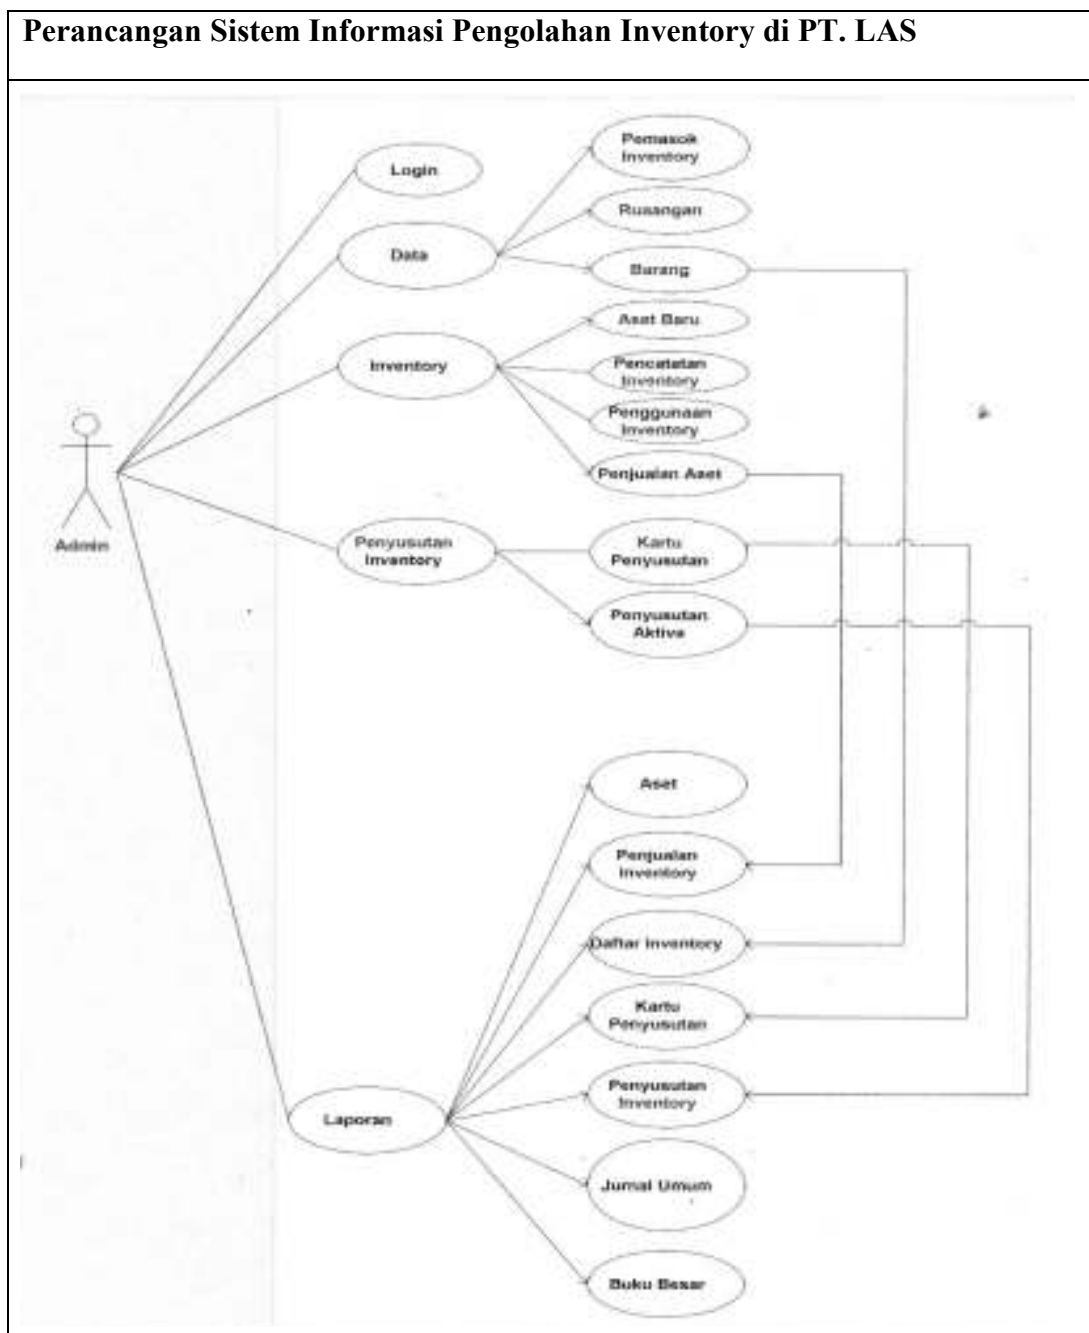 Perancangan Sistem Informasi Pengolahan Inventory di PT. LAS
Login
Data
Inventory
Penyusutan
Inventory
Laporan
Admin
Pemasok
Inventory
Ruangan
Barang
Aset Baru
Pencatatan
Inventory
Penggunaan
Inventory
Penjualan Aset
Kartu
Penyusutan
Penyusutan
Aktiva
Aset
Penjualan
Inventory
Daftar Inventory
Kartu
Penyusutan
Penyusutan
Inventory
Jurnal Umum
Buku Besar